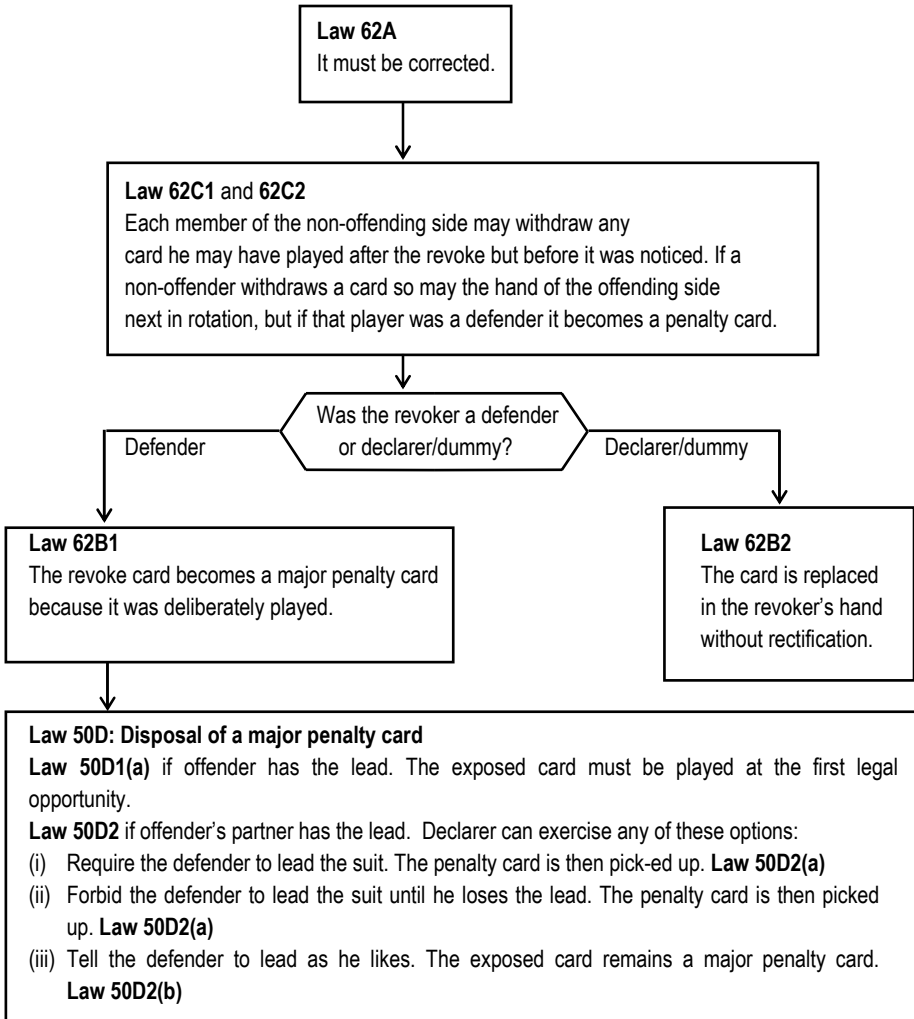 Law 62A
It must be corrected.
Law 62C1 and 62C2
Each member of the non-offending side may withdraw any
card he may have played after the revoke but before it was noticed. If a
non-offender withdraws a card so may the hand of the offending side
next in rotation, but if that player was a defender it becomes a penalty card.
Was the revoker a defender
or declarer/dummy?
Defender
Declarer/dummy
Law 62B1
The revoke card becomes a major penalty card
because it was deliberately played.
Law 62B2
The card is replaced
in the revoker's hand
without rectification.
Law 50D: Disposal of a major penalty card
Law 50D1(a) if offender has the lead. The exposed card must be played at the first legal
opportunity.
Law 50D2 if offender's partner has the lead. Declarer can exercise any of these options:
(i) Require the defender to lead the suit. The penalty card is then pick-ed up. Law 50D2(a)
(ii) Forbid the defender to lead the suit until he loses the lead. The penalty card is then picked
up. Law 50D2(a)
(iii) Tell the defender to lead as he likes. The exposed card remains a major penalty card.
Law 50D2(b)